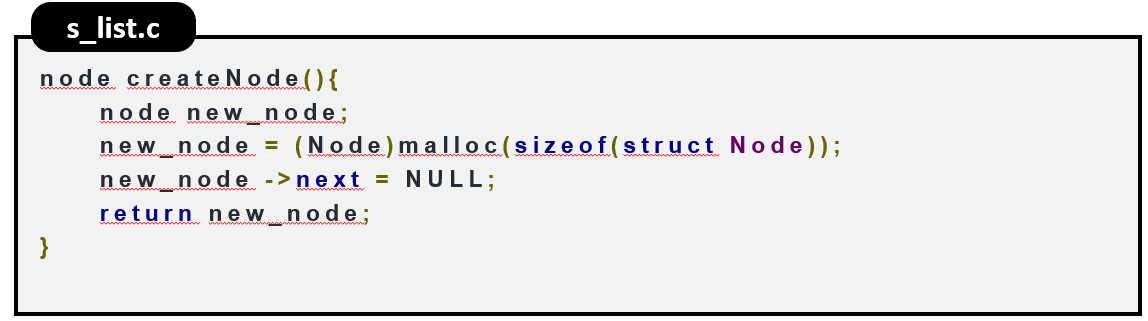 s_list.c
node createNode(){
node new_node;
new_node = (Node)malloc(sizeof(struct Node));
new_node ->next = NULL;
return new_node;
}